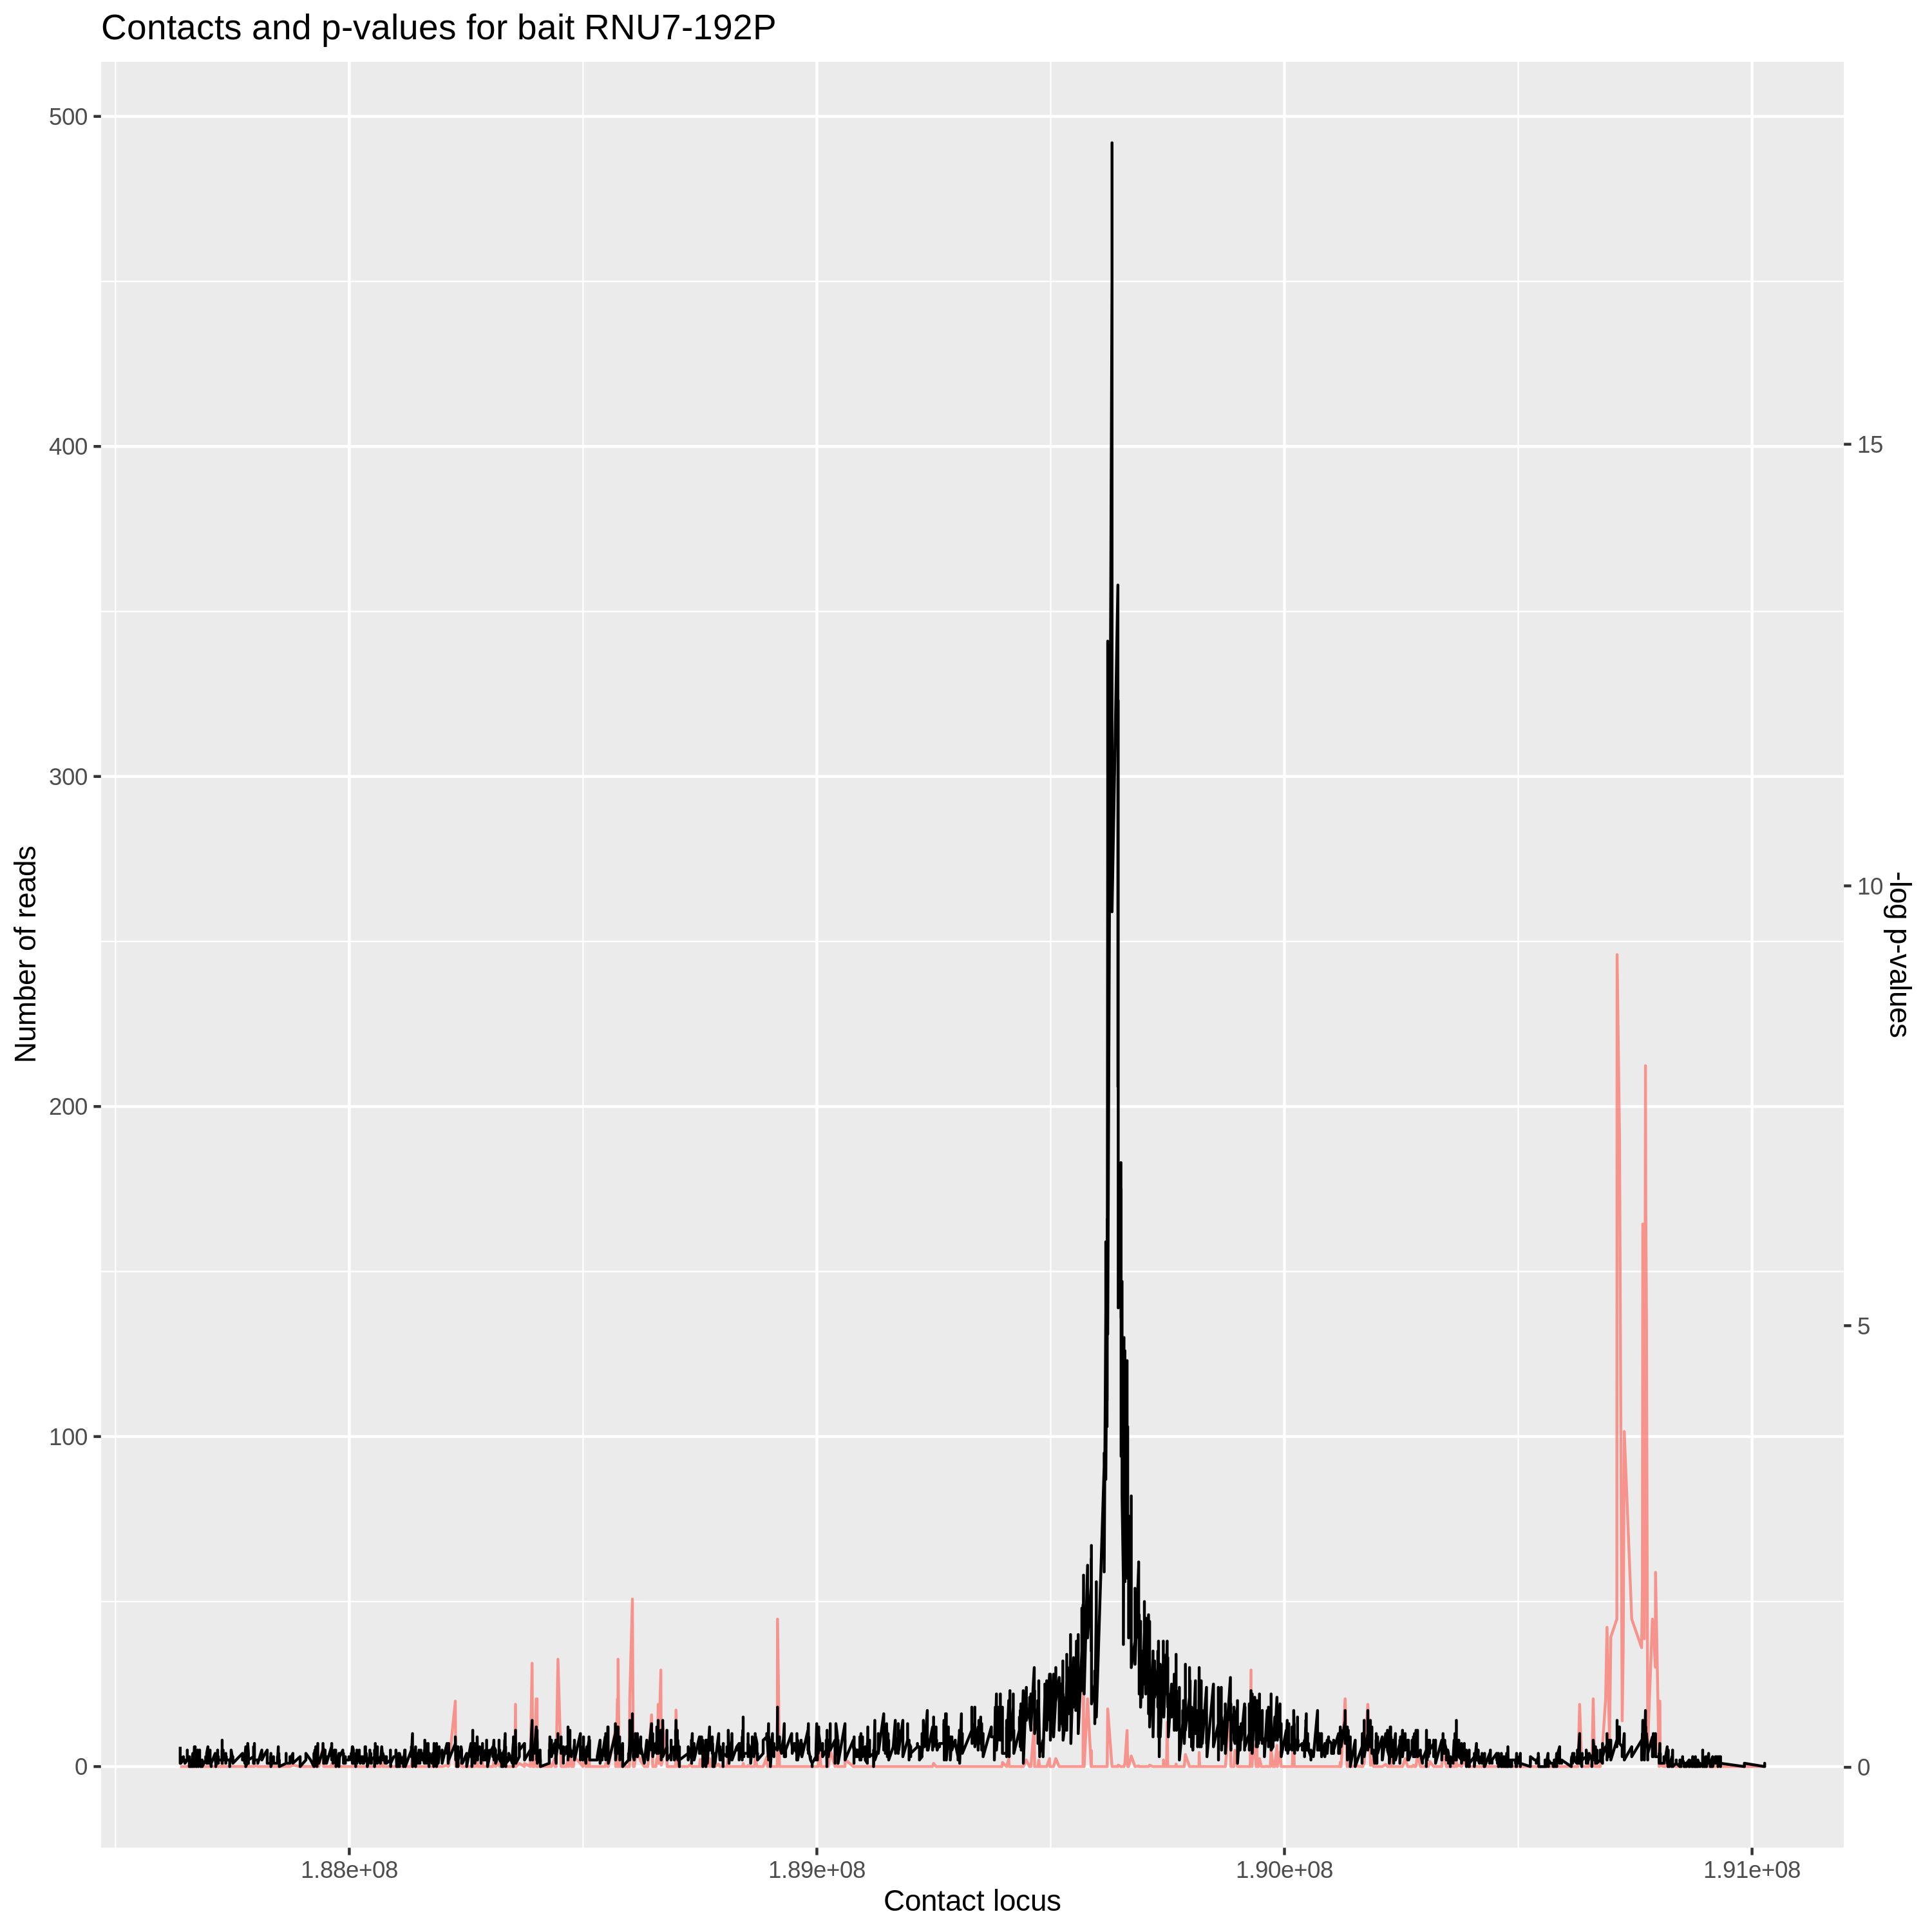 Contacts and p-values for bait RNU7-192P
500
400
300
200
100
0
Number of reads
15
10
5
0
-log p-values
1.88e+08
1.89e+08
1.90e+08
1.91e+08
Contact locus